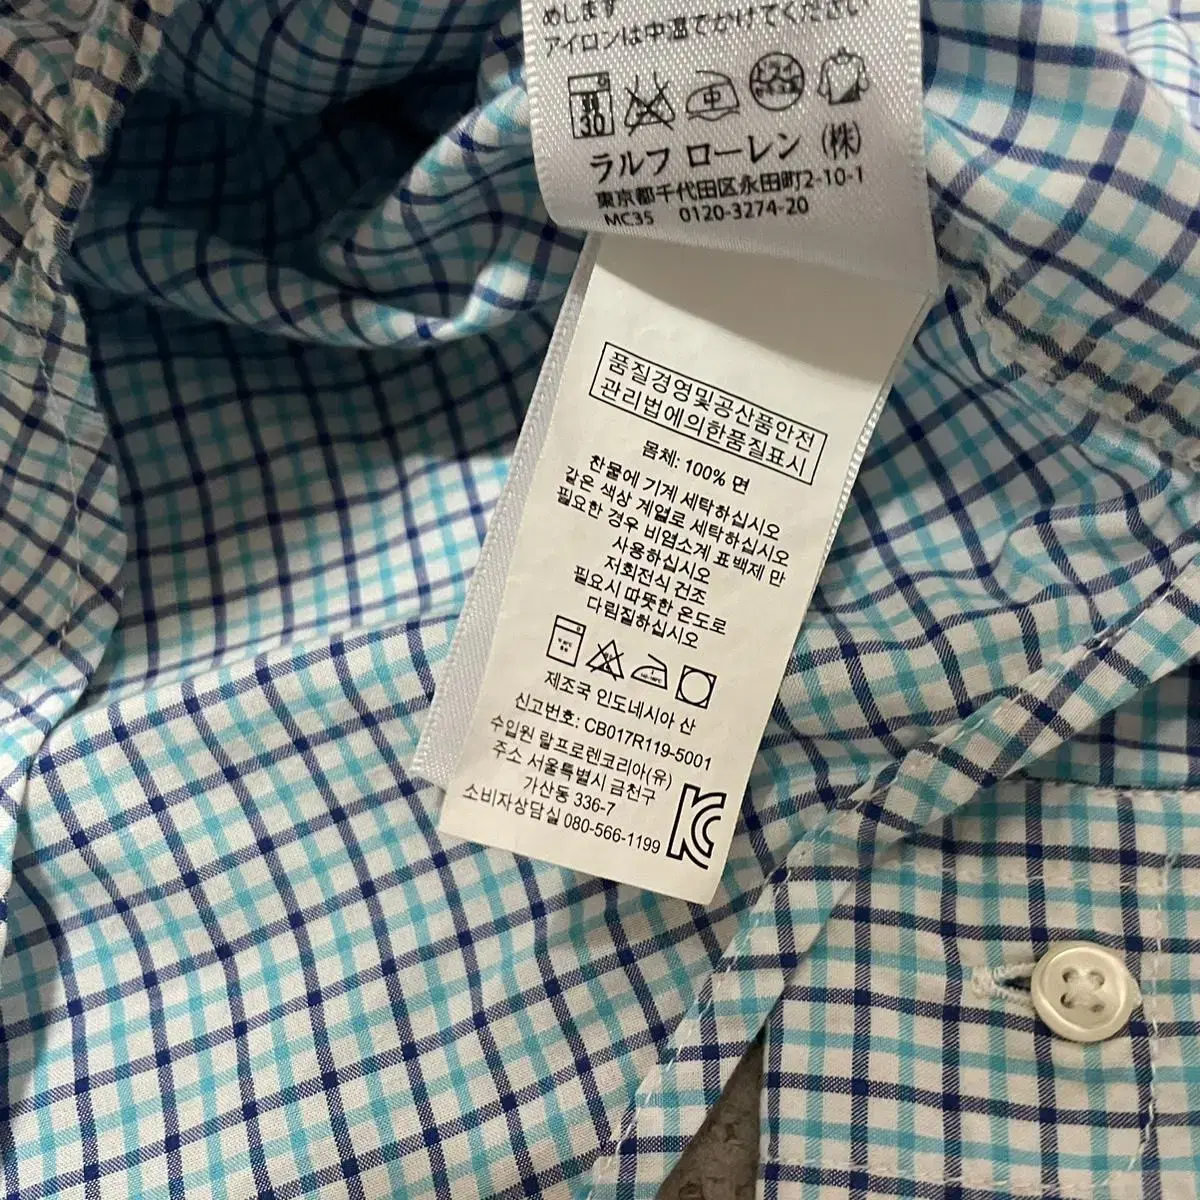 めします
アイロンは中温でかけてください
30
中
ラルフ ローレン (株)
東京都千代田区永田町2-10-1
MC35 0120-3274-20
품질경영및공산품안전
관리법에의한품질표시
몸체: 100% 면
찬물에 기계 세탁하십시오
같은 색상 계열로 세탁하십시오
필요한 경우 비염소계 표백제 만
사용하십시오
저회전식 건조
필요시 따뜻한 온도로
다림질하십시오
제조국 인도네시아 산
신고번호: CB017R119-5001
수입원 랄프로렌코리아(유)
주소 서울특별시 금천구
가산동 336-7
소비자상담실 080-566-1199